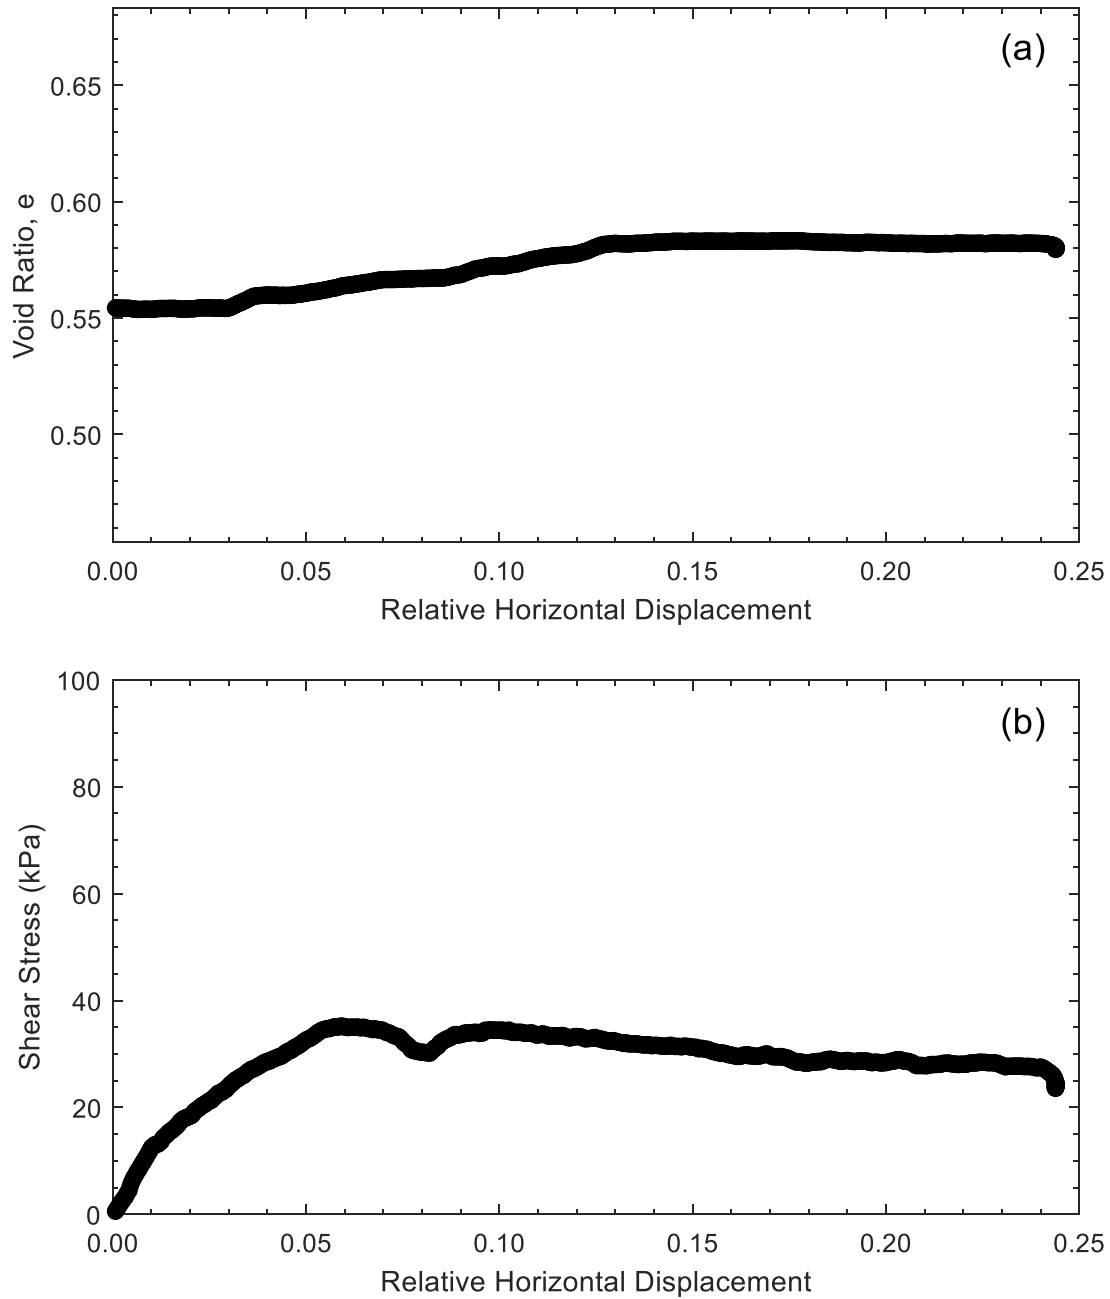 (a)
0.65
0.60
0.55
0.50
Void Ratio, e
0.00 0.05 0.10 0.15 0.20 0.25
Relative Horizontal Displacement
(b)
100
80
60
40
20
0
Shear Stress (kPa)
0.00 0.05 0.10 0.15 0.20 0.25
Relative Horizontal Displacement